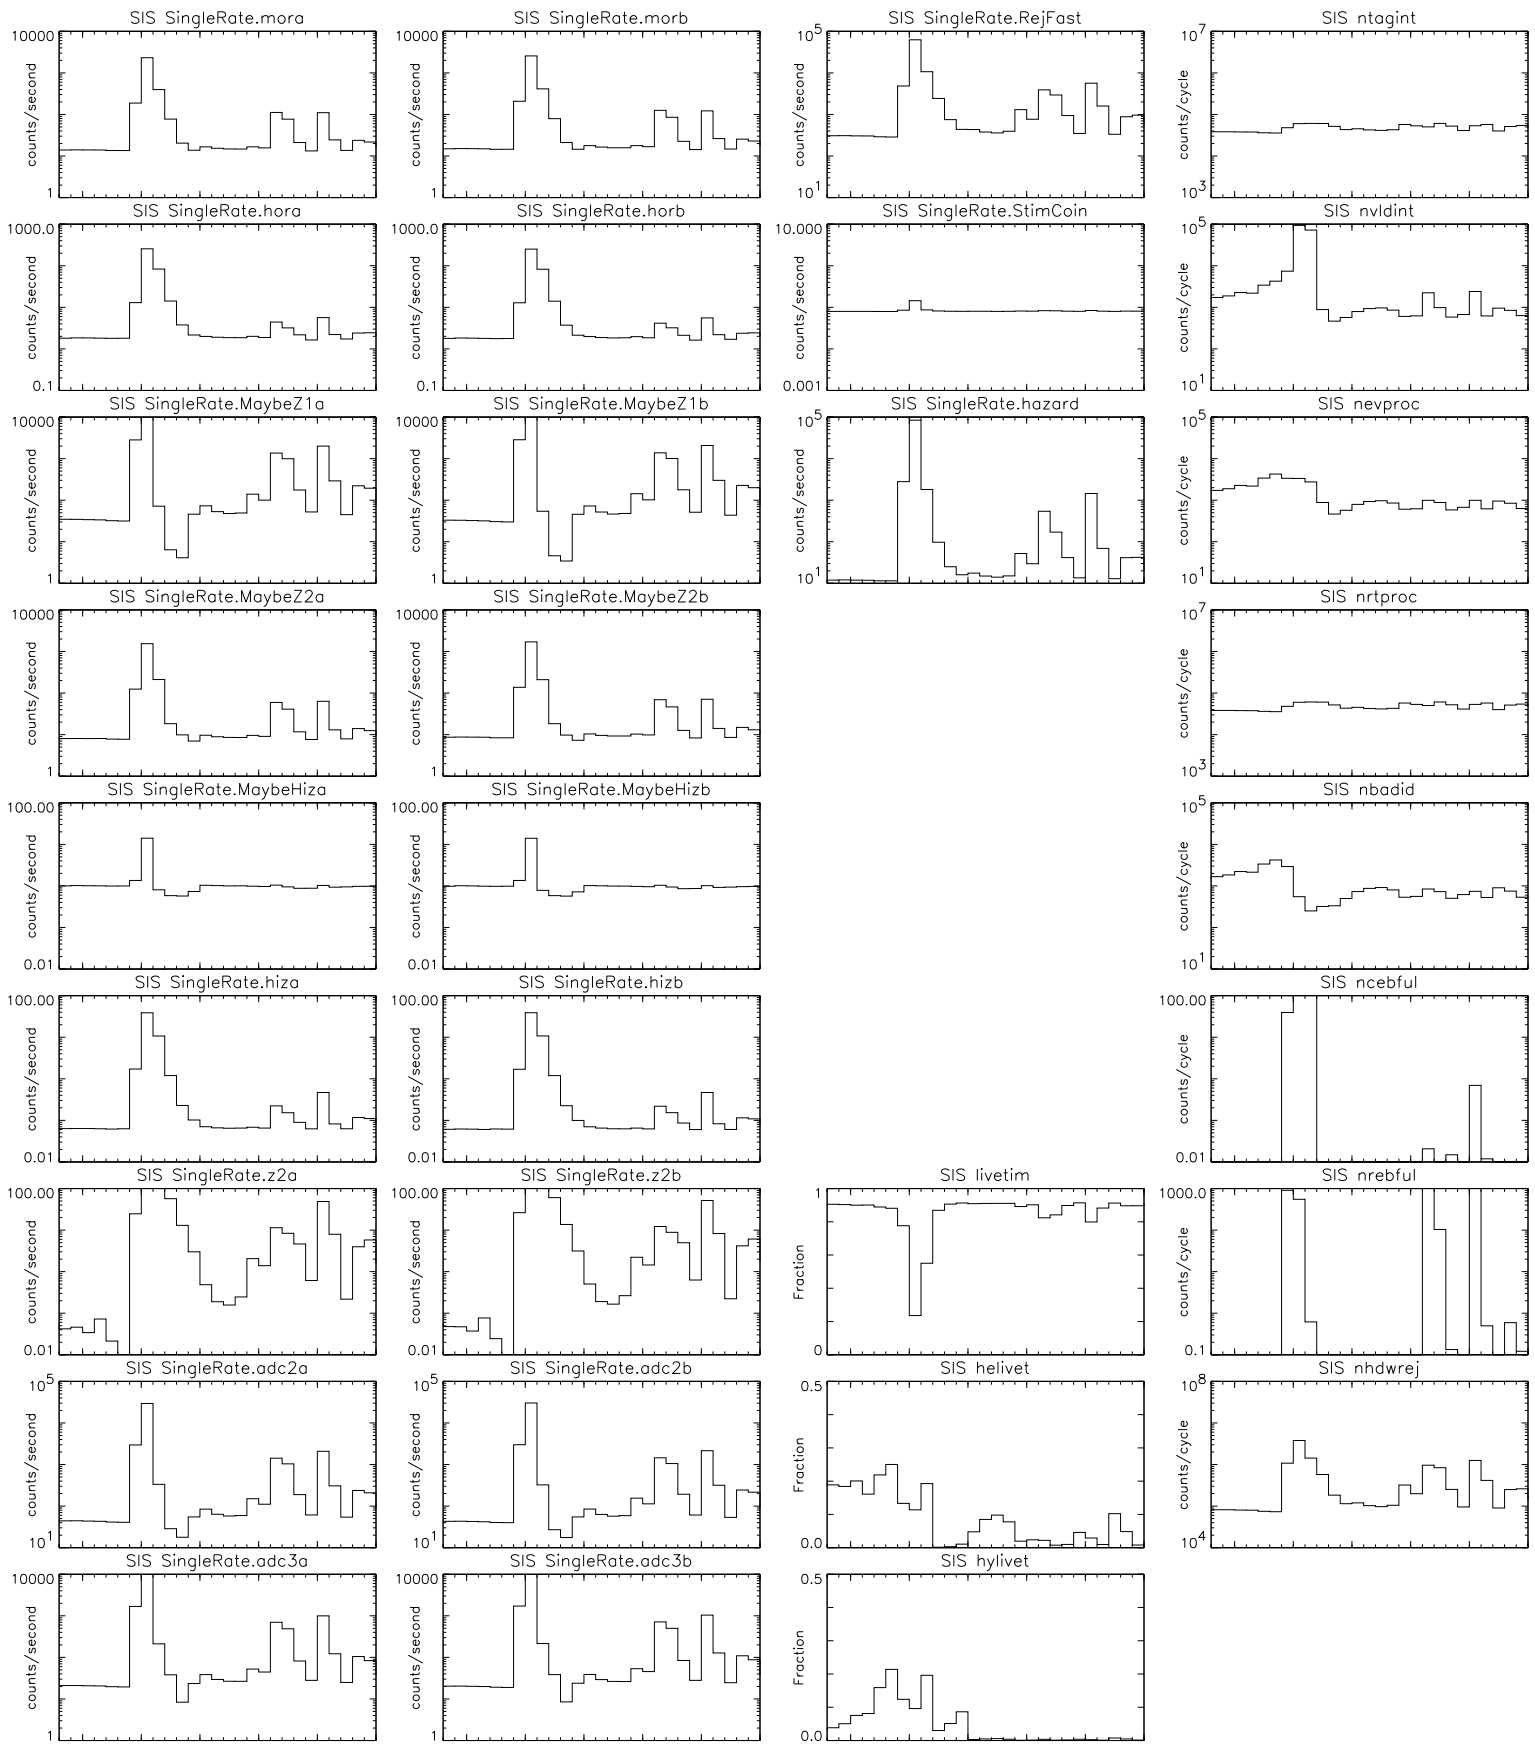 SIS SingleRate.mora
10000
counts/second
1
SIS SingleRate.morb
10000
counts/second
1
SIS SingleRate.RejFast
10^5
counts/second
10^1
SIS ntagint
10^7
counts/cycle
10^3
SIS SingleRate.hora
1000.0
counts/second
0.1
SIS SingleRate.horb
1000.0
counts/second
0.1
SIS SingleRate.StimCoin
10.000
counts/second
0.001
SIS nvldint
10^5
counts/cycle
10^1
SIS SingleRate.MaybeZ1a
10000
counts/second
1
SIS SingleRate.MaybeZ1b
10000
counts/second
1
SIS SingleRate.hazard
10^5
counts/second
10^1
SIS nevproc
10^5
counts/cycle
10^1
SIS SingleRate.MaybeZ2a
10000
counts/second
1
SIS SingleRate.MaybeZ2b
10000
counts/second
1
SIS nrtproc
10^7
counts/cycle
10^3
SIS SingleRate.MaybeHiza
100.00
counts/second
0.01
SIS SingleRate.MaybeHizb
100.00
counts/second
0.01
SIS nbadid
10^5
counts/cycle
10^1
SIS SingleRate.hiza
100.00
counts/second
0.01
SIS SingleRate.hizb
100.00
counts/second
0.01
SIS ncebful
100.00
counts/cycle
0.01
SIS SingleRate.z2a
100.00
counts/second
0.01
SIS SingleRate.z2b
100.00
counts/second
0.01
SIS livetim
1
Fraction
0
SIS nrebful
1000.0
counts/cycle
0.1
SIS SingleRate.adc2a
10^5
counts/second
10^1
SIS SingleRate.adc2b
10^5
counts/second
10^1
SIS helivet
0.5
Fraction
0.0
SIS nhdwrej
10^8
counts/cycle
10^4
SIS SingleRate.adc3a
10000
counts/second
1
SIS SingleRate.adc3b
10000
counts/second
1
SIS hylivet
0.5
Fraction
0.0